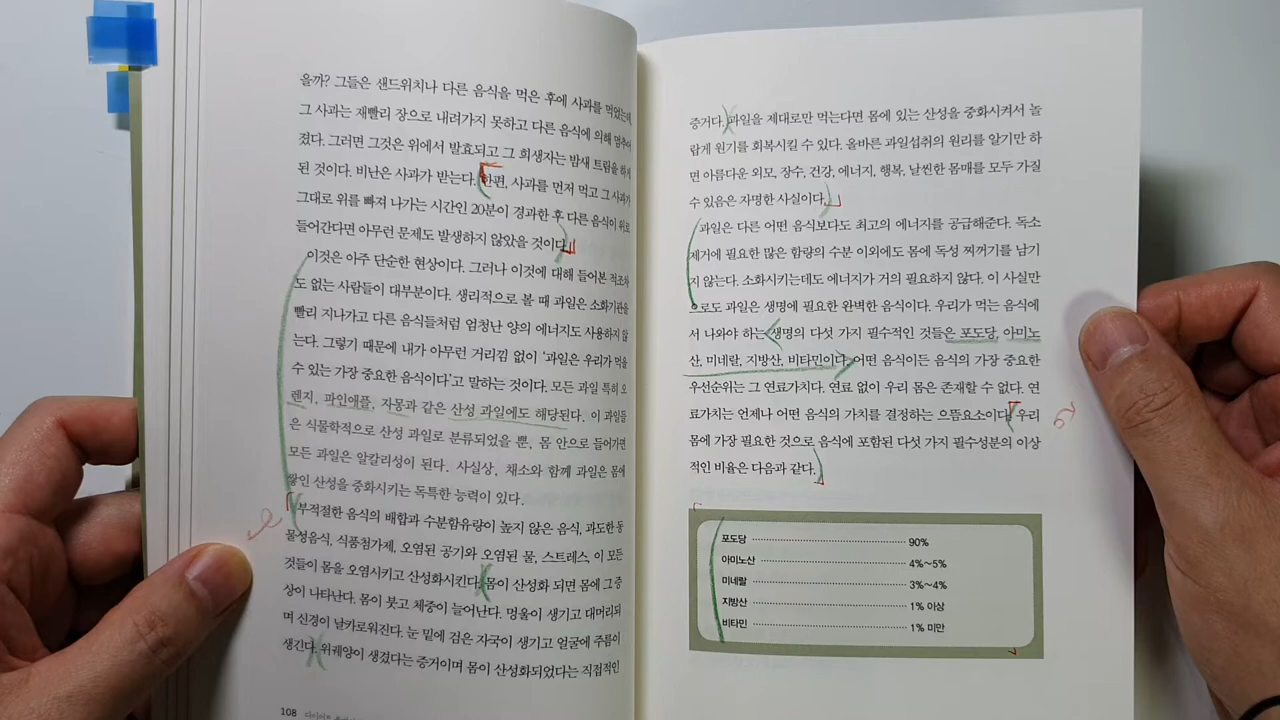 을까? 그들은 샌드위치나 다른 음식을 먹은 후에 사과를 먹었는데,
그 사과는 재빨리 장으로 내려가지 못하고 다른 음식에 의해 멈추어
졌다. 그러면 그것은 위에서 발효되고 그 희생자는 밤새 트림을 하게
된 것이다. 비난은 사과가 받는다. 한편, 사과를 먼저 먹고 그 사과가
그대로 위를 빠져 나가는 시간인 20분이 경과한 후 다른 음식이 위로
들어간다면 아무런 문제도 발생하지 않았을 것이다.
이것은 아주 단순한 현상이다. 그러나 이것에 대해 들어본 적조차
도 없는 사람들이 대부분이다. 생리적으로 볼 때 과일은 소화기관을
빨리 지나가고 다른 음식들처럼 엄청난 양의 에너지도 사용하지 않
는다. 그렇기 때문에 내가 아무런 거리낌 없이 ‘과일은 우리가 먹을
수 있는 가장 중요한 음식이다’고 말하는 것이다. 모든 과일 특히 오
렌지, 파인애플, 자몽과 같은 산성 과일에도 해당된다. 이 과일들
은 식물학적으로 산성 과일로 분류되었을 뿐, 몸 안으로 들어가면
모든 과일은 알칼리성이 된다. 사실상, 채소와 함께 과일은 몸에
쌓인 산성을 중화시키는 독특한 능력이 있다.
부적절한 음식의 배합과 수분함유량이 높지 않은 음식, 과도한 동
물성음식, 식품첨가제, 오염된 공기와 오염된 물, 스트레스, 이 모든
것들이 몸을 오염시키고 산성화시킨다. 몸이 산성화 되면 몸에 그 증
상이 나타난다. 몸이 붓고 체중이 늘어난다. 멍울이 생기고 대머리되
며 신경이 날카로워진다. 눈 밑에 검은 자국이 생기고 얼굴에 주름이
생긴다. 위궤양이 생겼다는 증거이며 몸이 산성화되었다는 직접적인
108
증거다. 과일을 제대로만 먹는다면 몸에 있는 산성을 중화시켜서 놀
랍게 원기를 회복시킬 수 있다. 올바른 과일섭취의 원리를 알기만 하
면 아름다운 외모, 장수, 건강, 에너지, 행복, 날씬한 몸매를 모두 가질
수 있음은 자명한 사실이다.
과일은 다른 어떤 음식보다도 최고의 에너지를 공급해준다. 독소
제거에 필요한 많은 함량의 수분 이외에도 몸에 독성 찌꺼기를 남기
지 않는다. 소화시키는데도 에너지가 거의 필요하지 않다. 이 사실만
으로도 과일은 생명에 필요한 완벽한 음식이다. 우리가 먹는 음식에
서 나와야 하는 생명의 다섯 가지 필수적인 것들은 포도당, 아미노
산, 미네랄, 지방산, 비타민이다. 어떤 음식이든 음식의 가장 중요한
우선순위는 그 연료가치다. 연료 없이 우리 몸은 존재할 수 없다. 연
료가치는 언제나 어떤 음식의 가치를 결정하는 으뜸요소이다. 우리
몸에 가장 필요한 것으로 음식에 포함된 다섯 가지 필수성분의 이상
적인 비율은 다음과 같다.
포도당 90%
아미노산 4%~5%
미네랄 3%~4%
지방산 1% 이상
비타민 1% 미만